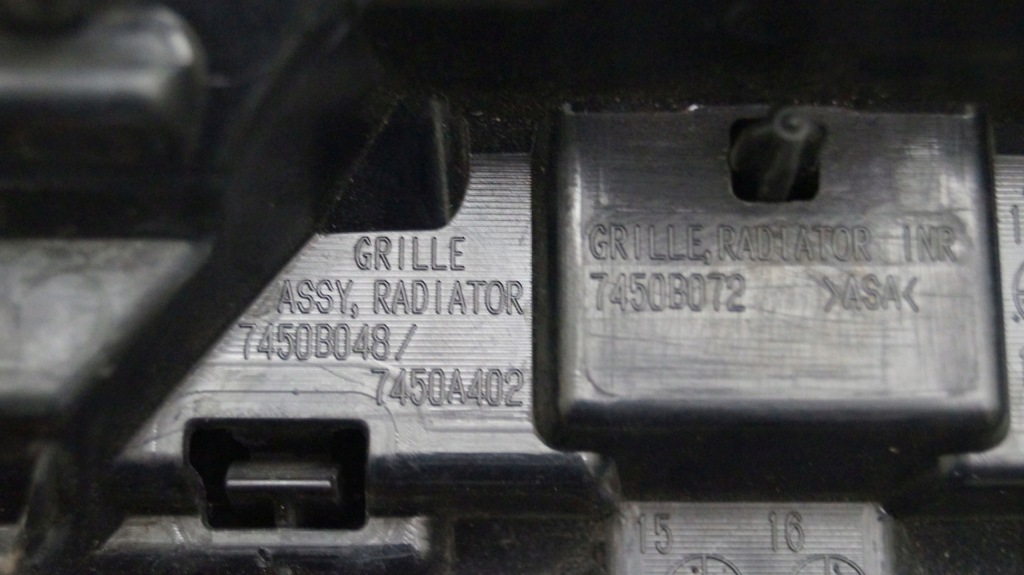 GRILLE
ASSY, RADIATOR
7450B048/
7450A402
GRILLE, RADIATOR INR
7450B072 >ASA<
15 16